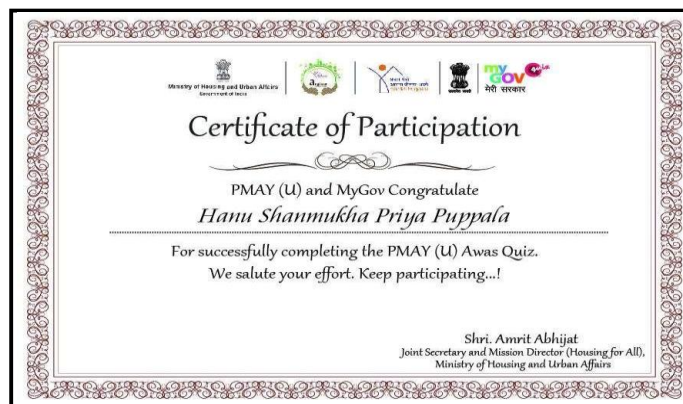 Ministry of Housing and Urban Affairs
Government of India
my
GOV
मेरी सरकार
Certificate of Participation
PMAY (U) and MyGov Congratulate
Hanu Shanmukha Priya Puppala
For successfully completing the PMAY (U) Awas Quiz.
We salute your effort. Keep participating...!
Shri. Amrit Abhijat
Joint Secretary and Mission Director (Housing for All),
Ministry of Housing and Urban Affairs